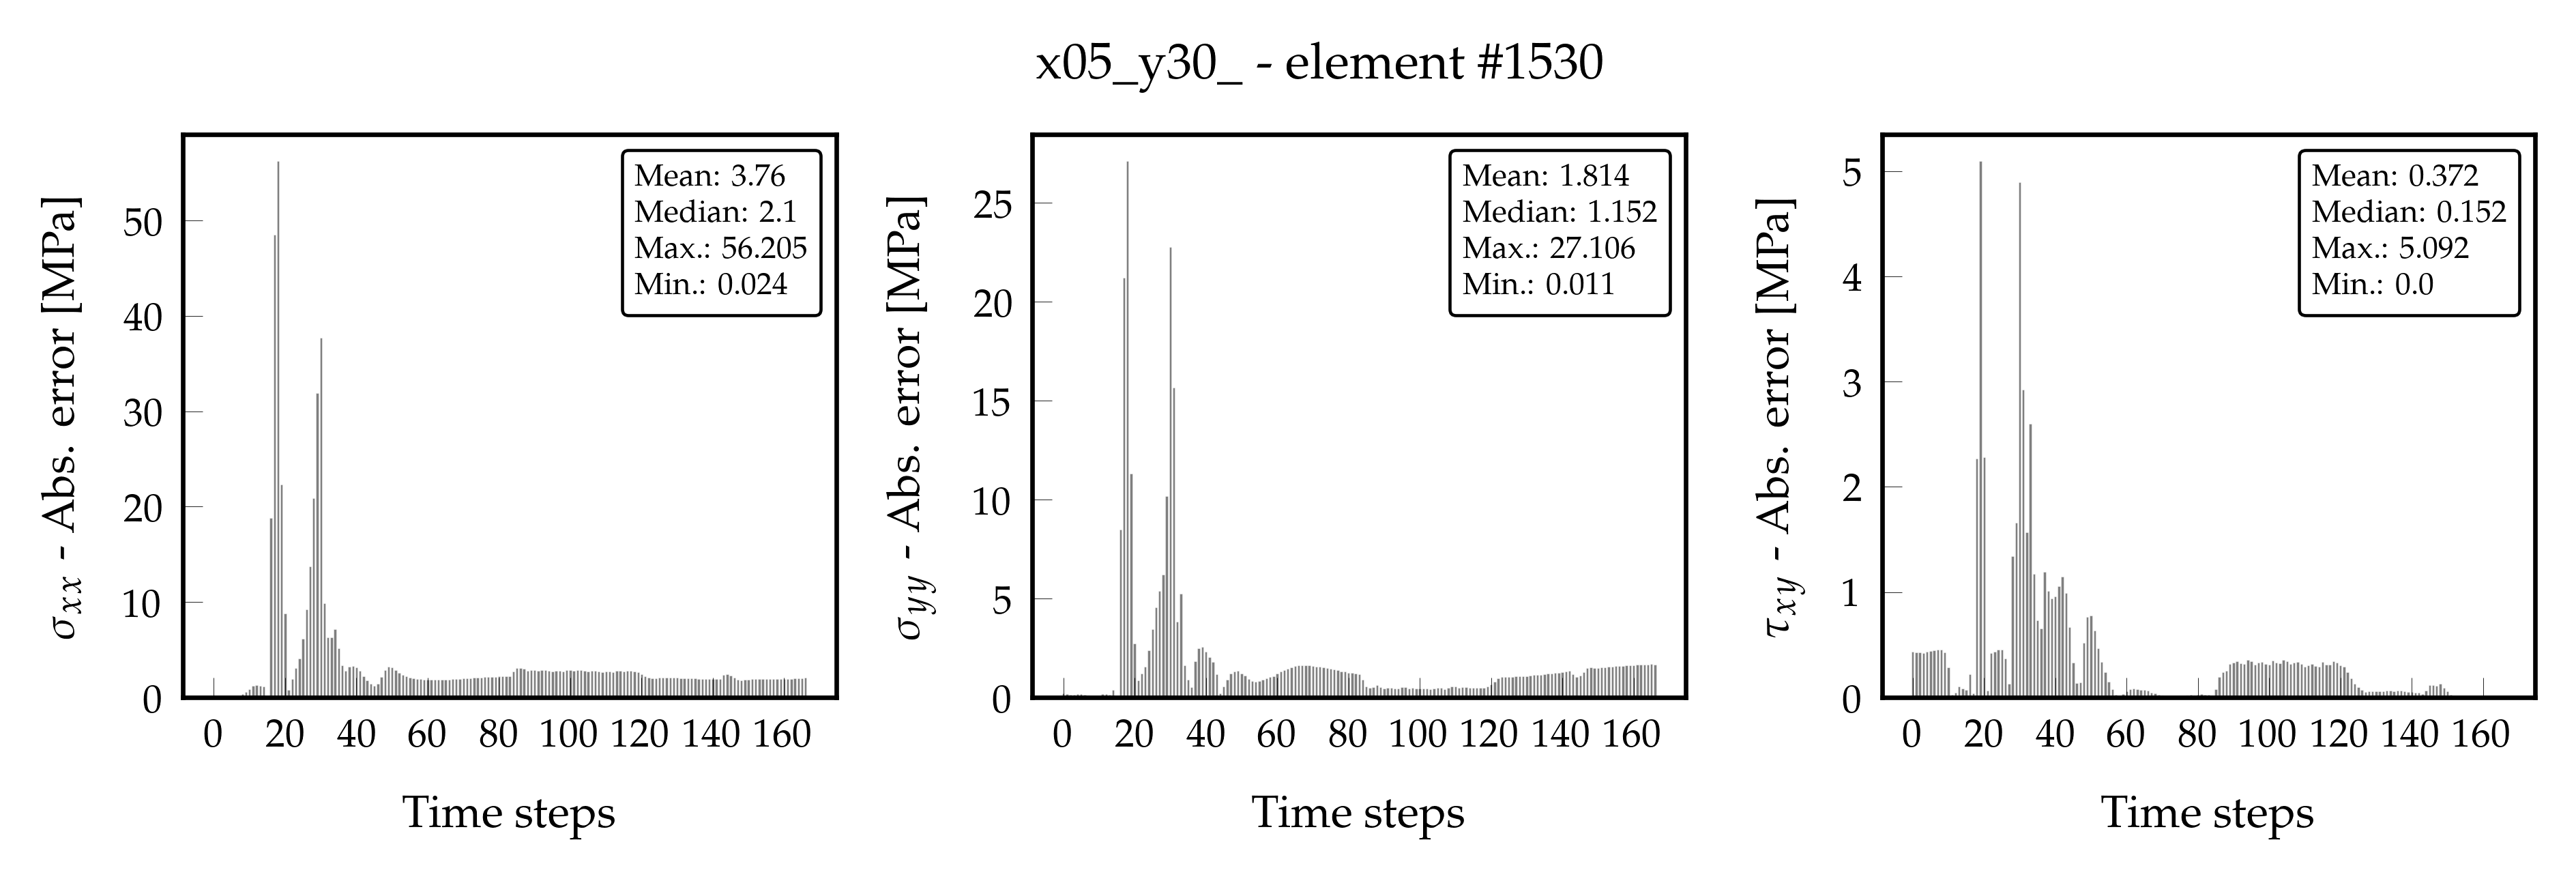 x05_y30_ - element #1530
σxx - Abs. error [MPa]
50
40
30
20
10
0
Mean: 3.76
Median: 2.1
Max.: 56.205
Min.: 0.024
0 20 40 60 80 100 120 140 160
Time steps
σyy - Abs. error [MPa]
25
20
15
10
5
0
Mean: 1.814
Median: 1.152
Max.: 27.106
Min.: 0.011
0 20 40 60 80 100 120 140 160
Time steps
τxy - Abs. error [MPa]
5
4
3
2
1
0
Mean: 0.372
Median: 0.152
Max.: 5.092
Min.: 0.0
0 20 40 60 80 100 120 140 160
Time steps